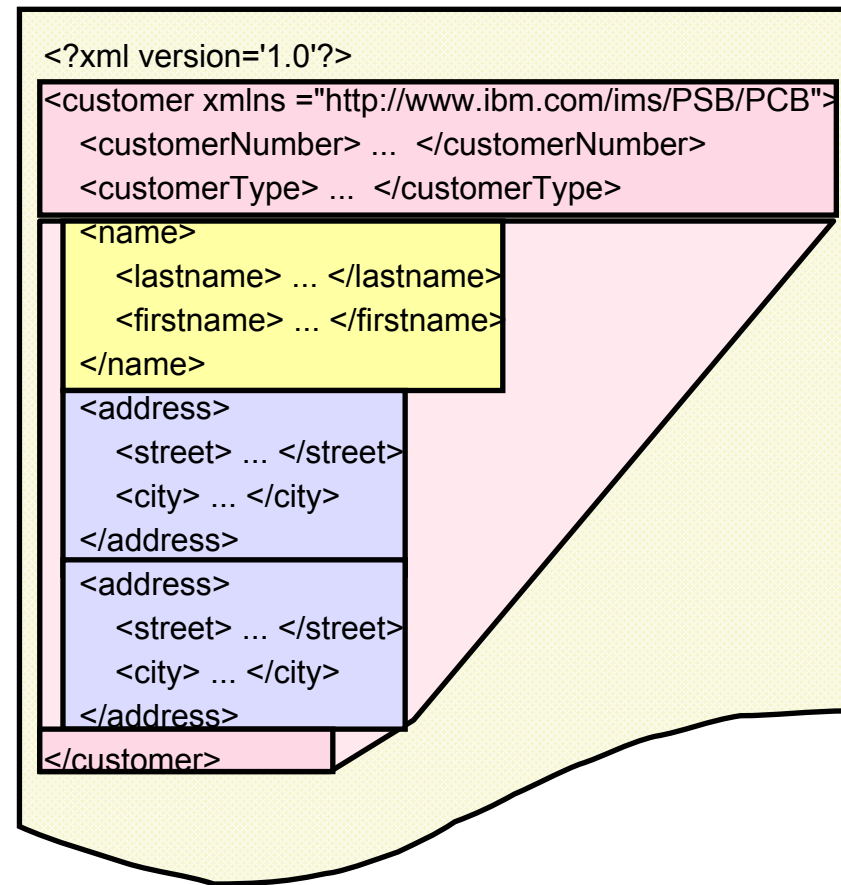 <?xml version='1.0'?>
<customer xmlns ="http://www.ibm.com/ims/PSB/PCB">
<customerNumber> ... </customerNumber>
<customerType> ... </customerType>
<name>
<lastname> ... </lastname>
<firstname> ... </firstname>
</name>
<address>
<street> ... </street>
<city> ... </city>
</address>
<address>
<street> ... </street>
<city> ... </city>
</address>
</customer>